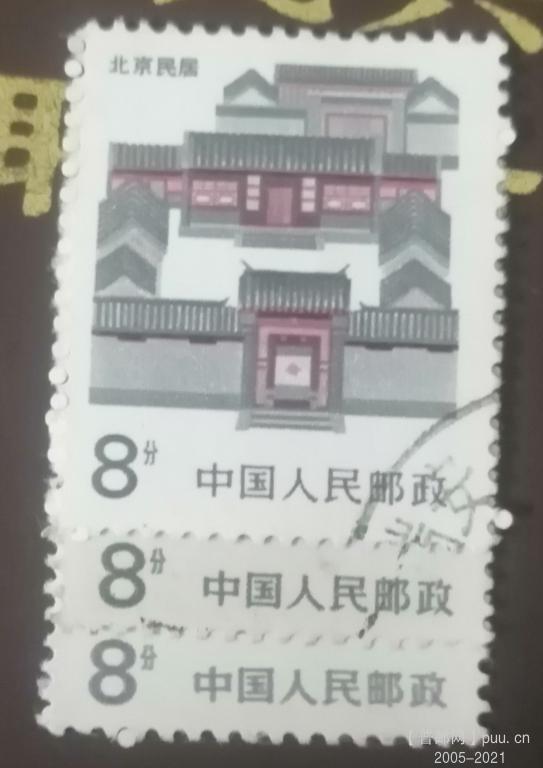 北京民居
8分 中国人民邮政
8分 中国人民邮政
8分 中国人民邮政
[首都网] puu.cn
2005-2021